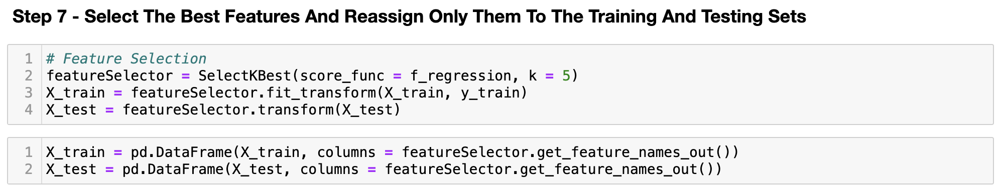 Step 7 - Select The Best Features And Reassign Only Them To The Training And Testing Sets
1 # Feature Selection
2 featureSelector = SelectKBest(score_func = f_regression, k = 5)
3 X_train = featureSelector.fit_transform(X_train, y_train)
4 X_test = featureSelector.transform(X_test)
1 X_train = pd.DataFrame(X_train, columns = featureSelector.get_feature_names_out())
2 X_test = pd.DataFrame(X_test, columns = featureSelector.get_feature_names_out())